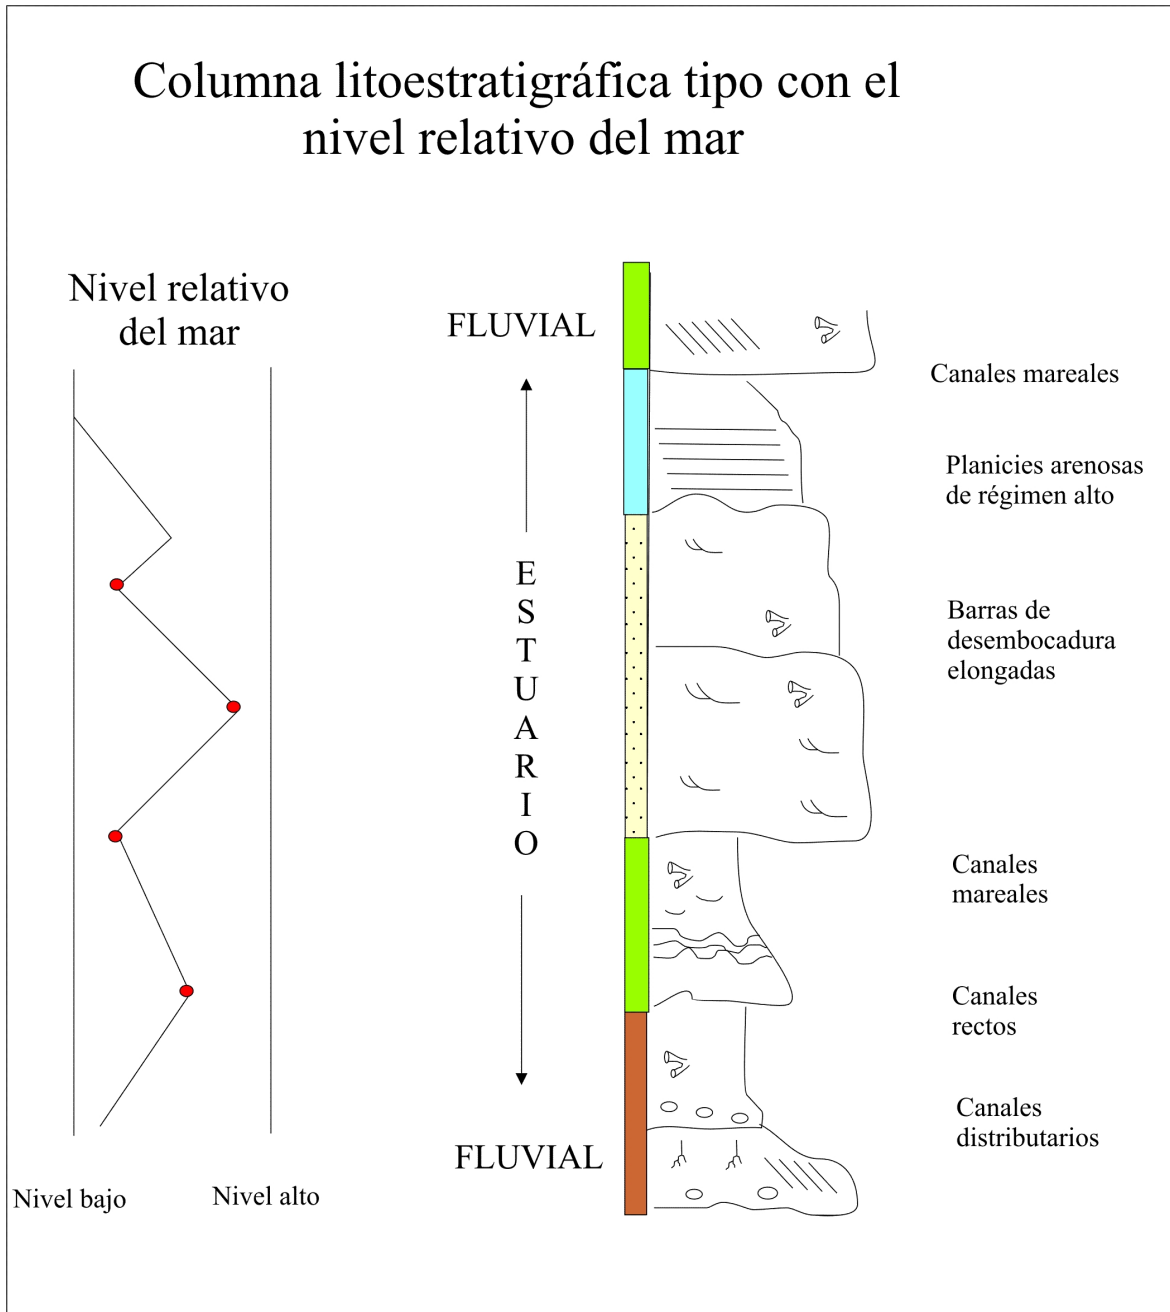 Columna litoestratigráfica tipo con el
nivel relativo del mar
Nivel relativo
del mar
FLUVIAL
Canales mareales
Planicies arenosas
de régimen alto
E
S
T
U
A
R
I
O
Barras de
desembocadura
elongadas
Canales
mareales
Canales
rectos
Canales
distributarios
FLUVIAL
Nivel bajo
Nivel alto